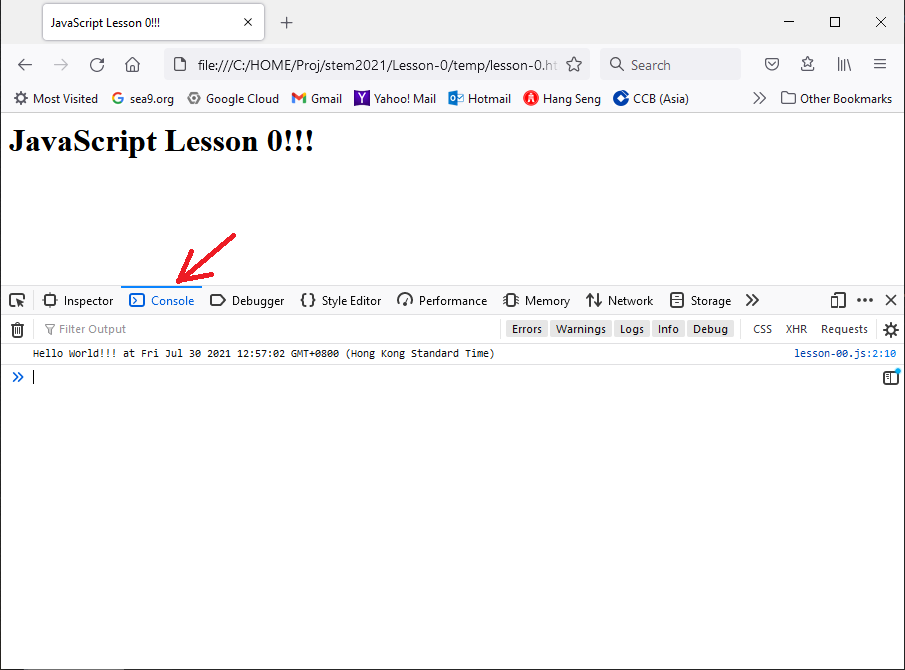 JavaScript Lesson 0!!!
file:///C:/HOME/Proj/stem2021/Lesson-0/temp/lesson-0.ht
Search
Most Visited sea9.org Google Cloud Gmail Yahoo! Mail Hotmail Hang Seng CCB (Asia) Other Bookmarks
JavaScript Lesson 0!!!
Inspector Console Debugger Style Editor Performance Memory Network Storage
Filter Output Errors Warnings Logs Info Debug CSS XHR Requests
Hello World!!! at Fri Jul 30 2021 12:57:02 GMT+0800 (Hong Kong Standard Time) lesson-00.js:2:10